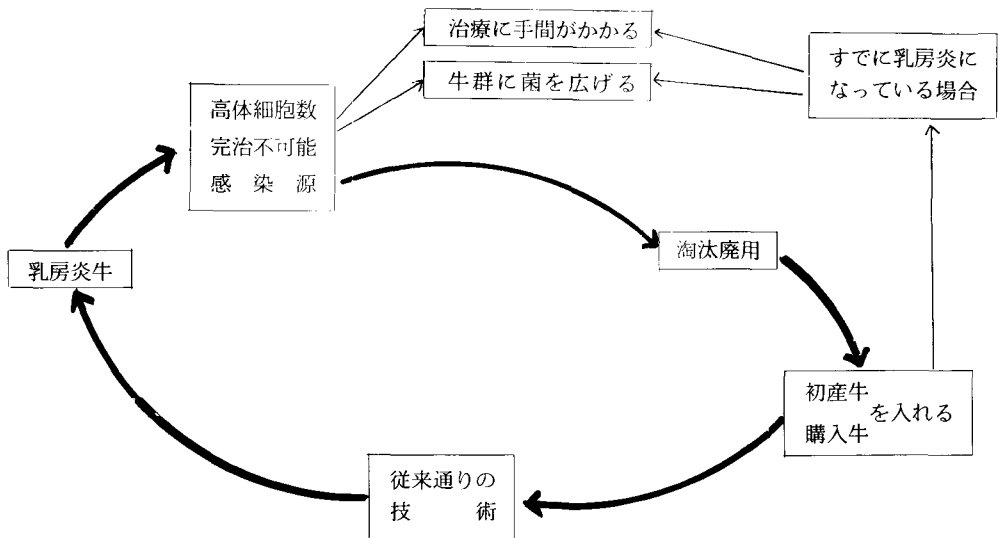 治療に手間がかかる
牛群に菌を広げる
すでに乳房炎に
なっている場合
高体細胞数
完治不可能
感染源
乳房炎牛
淘汰廃用
初産牛
購入牛
を入れる
従来通りの
技術